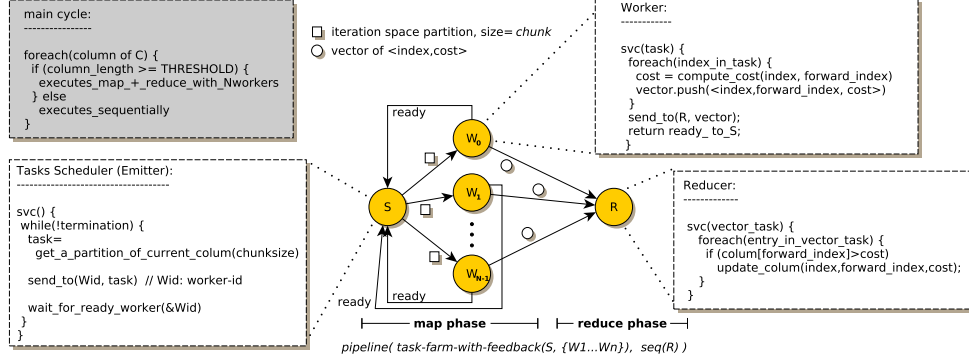 main cycle:
----------------
foreach(column of C) {
if (column_length >= THRESHOLD) {
executes_map_+_reduce_with_Nworkers
} else
executes_sequentially
}
iteration space partition, size= chunk
vector of <index,cost>
Worker:
------------
svc(task) {
foreach(index_in_task) {
cost = compute_cost(index, forward_index)
vector.push(<index,forward_index, cost>)
}
send_to(R, vector);
return ready_ to_S;
}
Tasks Scheduler (Emitter):
-------------------------------------
svc() {
while(!termination) {
task=
get_a_partition_of_current_colum(chunksize)
send_to(Wid, task)  // Wid: worker-id
wait_for_ready_worker(&Wid)
}
}
ready
W0
S
W1
R
WN-1
ready
ready
Reducer:
-------------
svc(vector_task) {
foreach(entry_in_vector_task) {
if (colum[forward_index]>cost)
update_colum(index,forward_index,cost);
}
}
map phase
reduce phase
pipeline( task-farm-with-feedback(S, {W1...Wn}),  seq(R) )